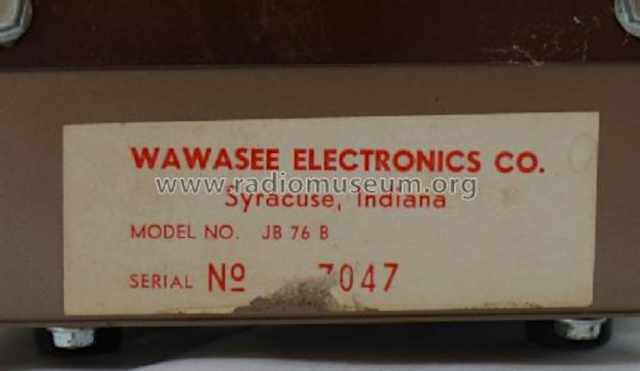 WAWASEE ELECTRONICS CO.
www.radiomuseum.org
Syracuse, Indiana
MODEL NO. JB 76 B
SERIAL Nº 7047